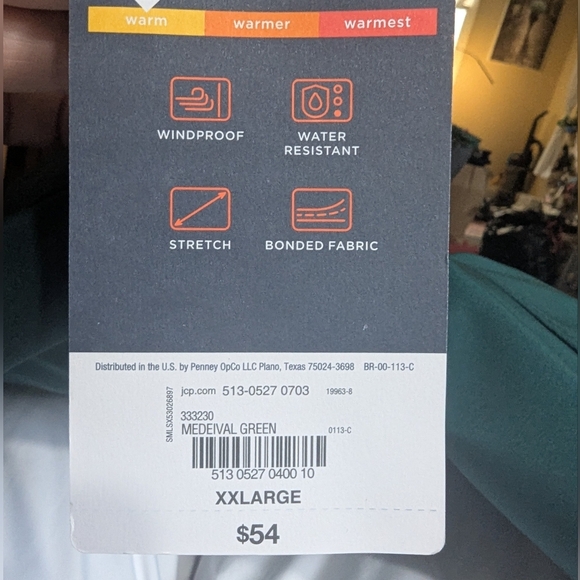 warm warmer warmest
WINDPROOF WATER
RESISTANT
STRETCH BONDED FABRIC
Distributed in the U.S. by Penney OpCo LLC Plano, Texas 75024-3698 BR-00-113-C
jcp.com 513-0527 0703 19963-8
SMLSX53026897
333230
MEDEIVAL GREEN 0113-C
513 0527 0400 10
XXLARGE
$54